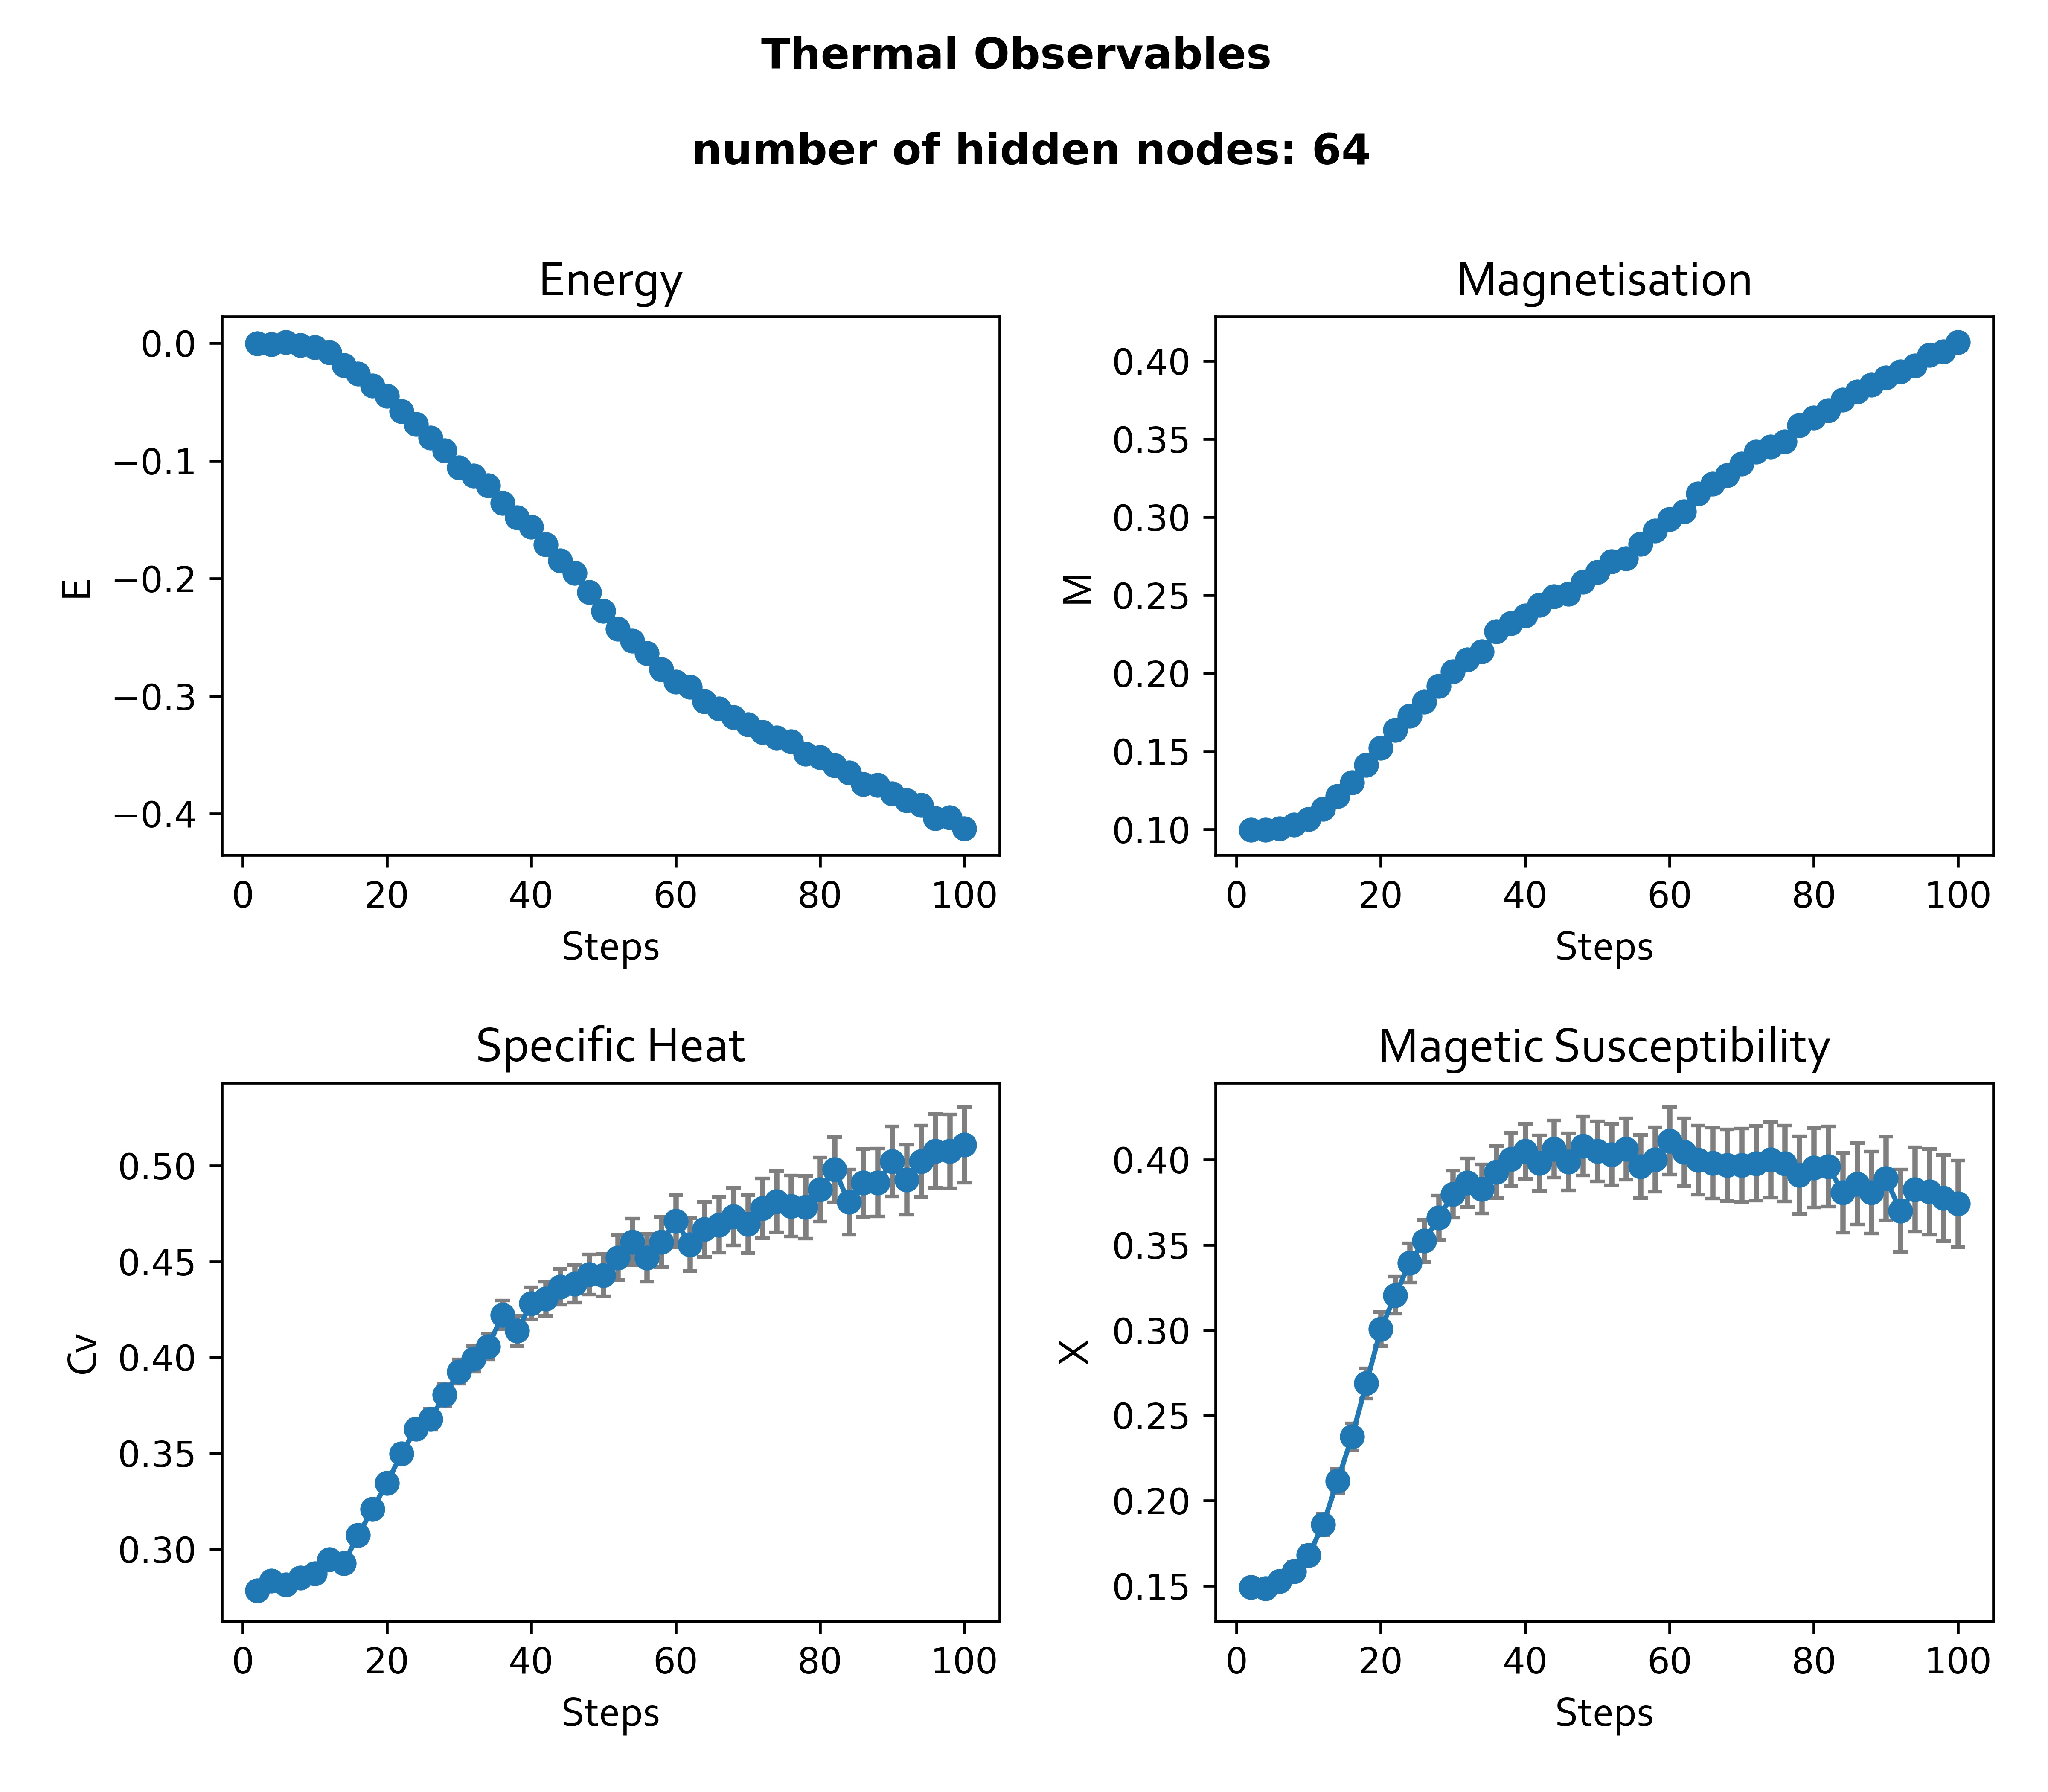 Thermal Observables
number of hidden nodes: 64
Energy
E
0.0
−0.1
−0.2
−0.3
−0.4
0 20 40 60 80 100
Steps
Magnetisation
M
0.40
0.35
0.30
0.25
0.20
0.15
0.10
0 20 40 60 80 100
Steps
Specific Heat
Cv
0.50
0.45
0.40
0.35
0.30
0 20 40 60 80 100
Steps
Magetic Susceptibility
X
0.40
0.35
0.30
0.25
0.20
0.15
0 20 40 60 80 100
Steps